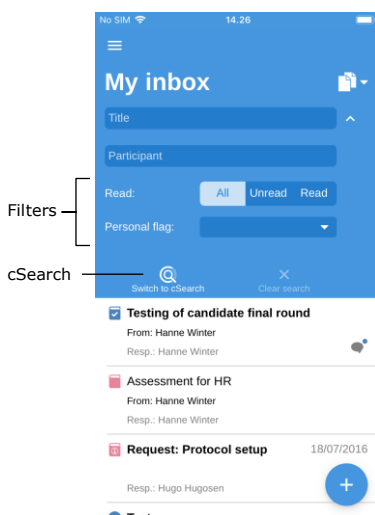 No SIM 14.26
My inbox
Title
Participant
Filters
Read: All Unread Read
Personal flag:
cSearch
Switch to cSearch Clear search
Testing of candidate final round
From: Hanne Winter
Resp.: Hanne Winter
Assessment for HR
From: Hanne Winter
Resp.: Hanne Winter
Request: Protocol setup 18/07/2016
Resp.: Hugo Hugosen